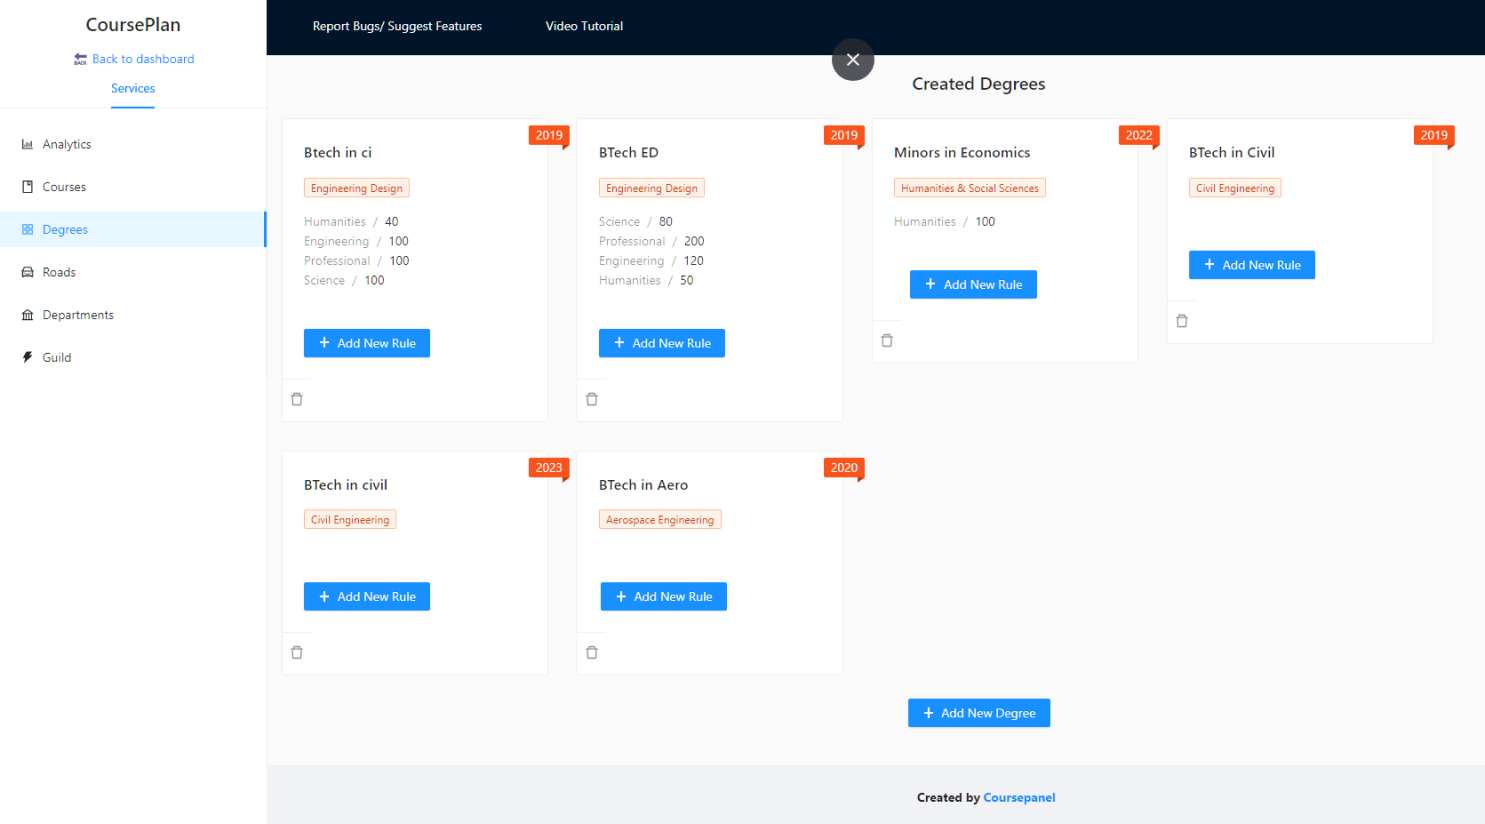 CoursePlan
BACK Back to dashboard
Services
Analytics
Courses
Degrees
Roads
Departments
Guild
Report Bugs/ Suggest Features
Video Tutorial
Created Degrees
2019
Btech in ci
Engineering Design
Humanities / 40
Engineering / 100
Professional / 100
Science / 100
+ Add New Rule
2019
BTech ED
Engineering Design
Science / 80
Professional / 200
Engineering / 120
Humanities / 50
+ Add New Rule
2022
Minors in Economics
Humanities & Social Sciences
Humanities / 100
+ Add New Rule
2019
BTech in Civil
Civil Engineering
+ Add New Rule
2023
BTech in civil
Civil Engineering
+ Add New Rule
2020
BTech in Aero
Aerospace Engineering
+ Add New Rule
+ Add New Degree
Created by Coursepanel